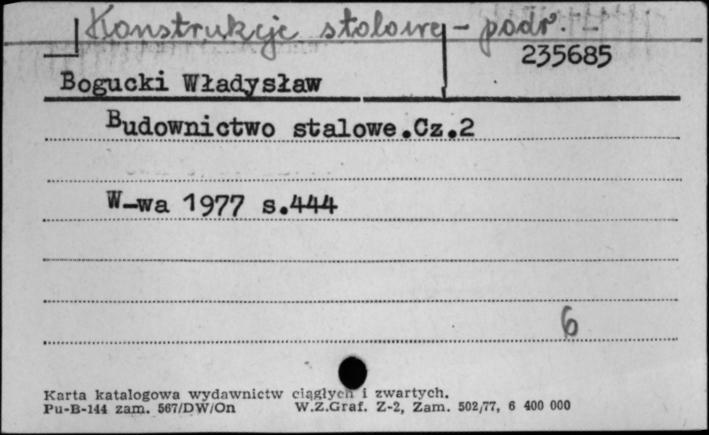 Konstrukcje stalowe - podr.
235685
Bogucki Władysław
Budownictwo stalowe.Cz.2
W-wa 1977 s.444
6
Karta katalogowa wydawnictw ciągłych i zwartych.
Pu-B-144 zam. 567/DW/On W.Z.Graf. Z-2, Zam. 502/77, 6 400 000